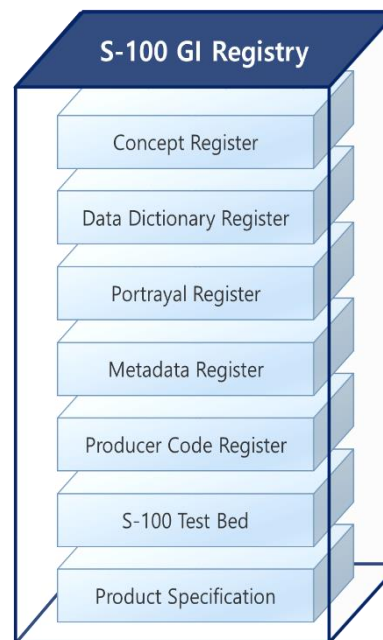 S-100 GI Registry
Concept Register
Data Dictionary Register
Portrayal Register
Metadata Register
Producer Code Register
S-100 Test Bed
Product Specification